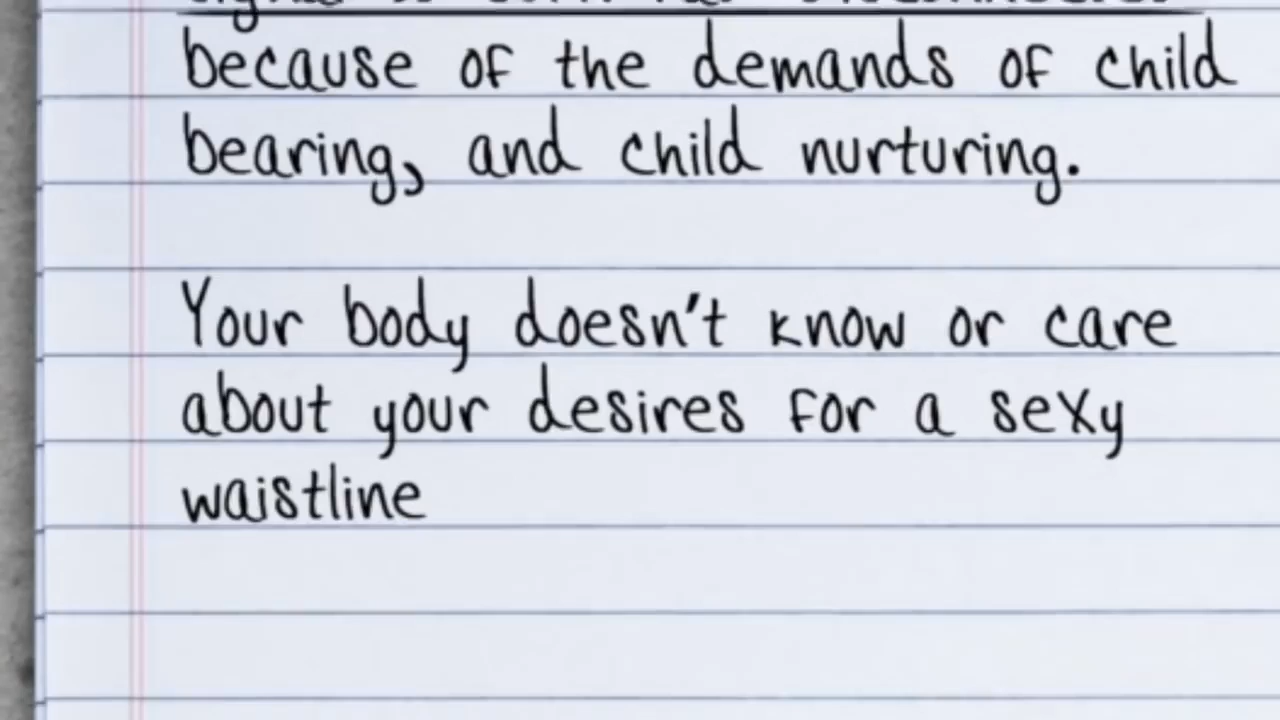 because of the demands of child
bearing, and child nurturing.
Your body doesn't know or care
about your desires for a sexy
waistline